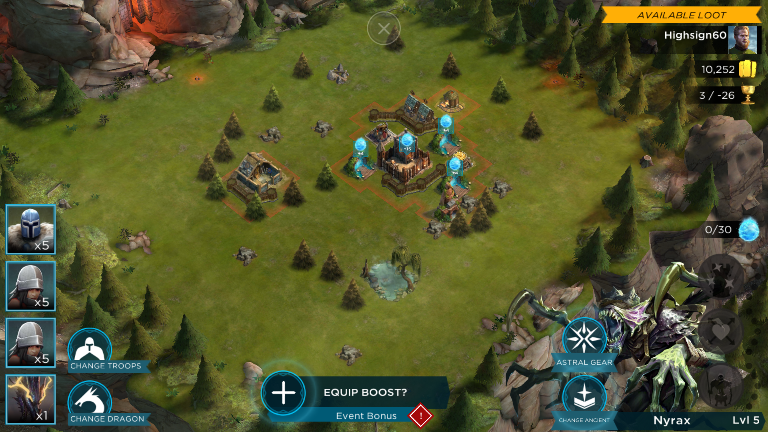 AVAILABLE LOOT
Highsign60
10,252
3 / -26
0/30
x5
x5
x5
CHANGE TROOPS
x1
CHANGE DRAGON
EQUIP BOOST?
Event Bonus !
ASTRAL GEAR
CHANGE ANCIENT
Nyrax Lvl 5